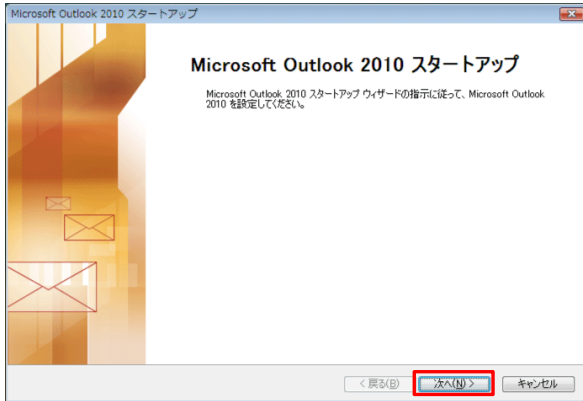 Microsoft Outlook 2010 スタートアップ
Microsoft Outlook 2010 スタートアップ
Microsoft Outlook 2010 スタートアップ ウィザードの指示に従って、Microsoft Outlook
2010 を設定してください。
< 戻る(B)
次へ(N) >
キャンセル